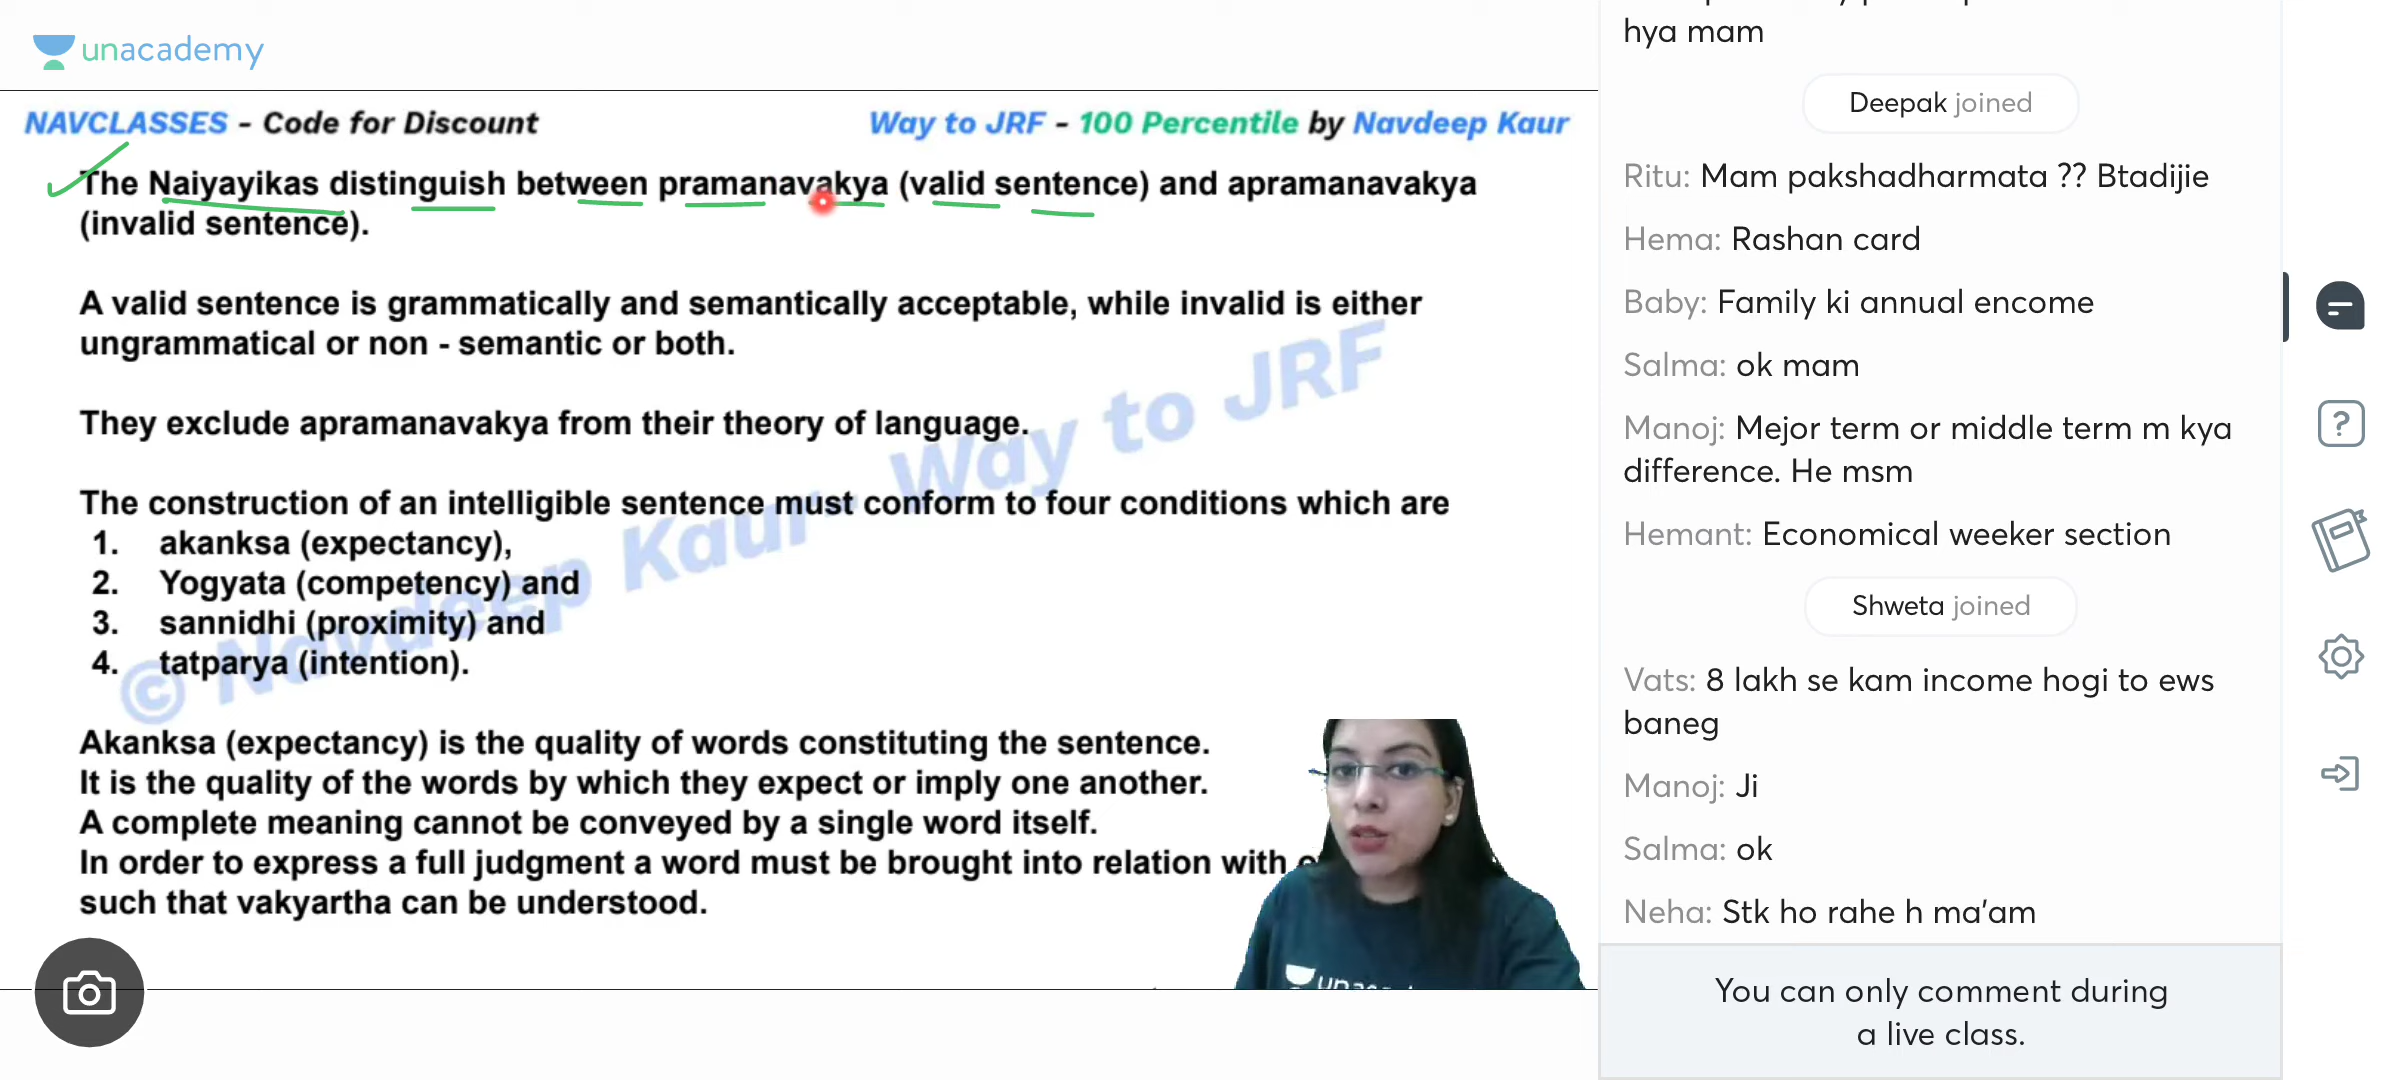 unacademy
NAVCLASSES - Code for Discount
Way to JRF - 100 Percentile by Navdeep Kaur
The Naiyayikas distinguish between pramanavakya (valid sentence) and apramanavakya
(invalid sentence).
A valid sentence is grammatically and semantically acceptable, while invalid is either
ungrammatical or non - semantic or both.
They exclude apramanavakya from their theory of language.
The construction of an intelligible sentence must conform to four conditions which are
1. akanksa (expectancy),
2. Yogyata (competency) and
3. sannidhi (proximity) and
4. tatparya (intention).
Akanksa (expectancy) is the quality of words constituting the sentence.
It is the quality of the words by which they expect or imply one another.
A complete meaning cannot be conveyed by a single word itself.
In order to express a full judgment a word must be brought into relation with
such that vakyartha can be understood.
© Navdeep Kaur- Way to JRF
hya mam
Deepak joined
Ritu: Mam pakshadharmata ?? Btadijie
Hema: Rashan card
Baby: Family ki annual encome
Salma: ok mam
Manoj: Mejor term or middle term m kya
difference. He msm
Hemant: Economical weeker section
Shweta joined
Vats: 8 lakh se kam income hogi to ews
baneg
Manoj: Ji
Salma: ok
Neha: Stk ho rahe h ma'am
You can only comment during
a live class.